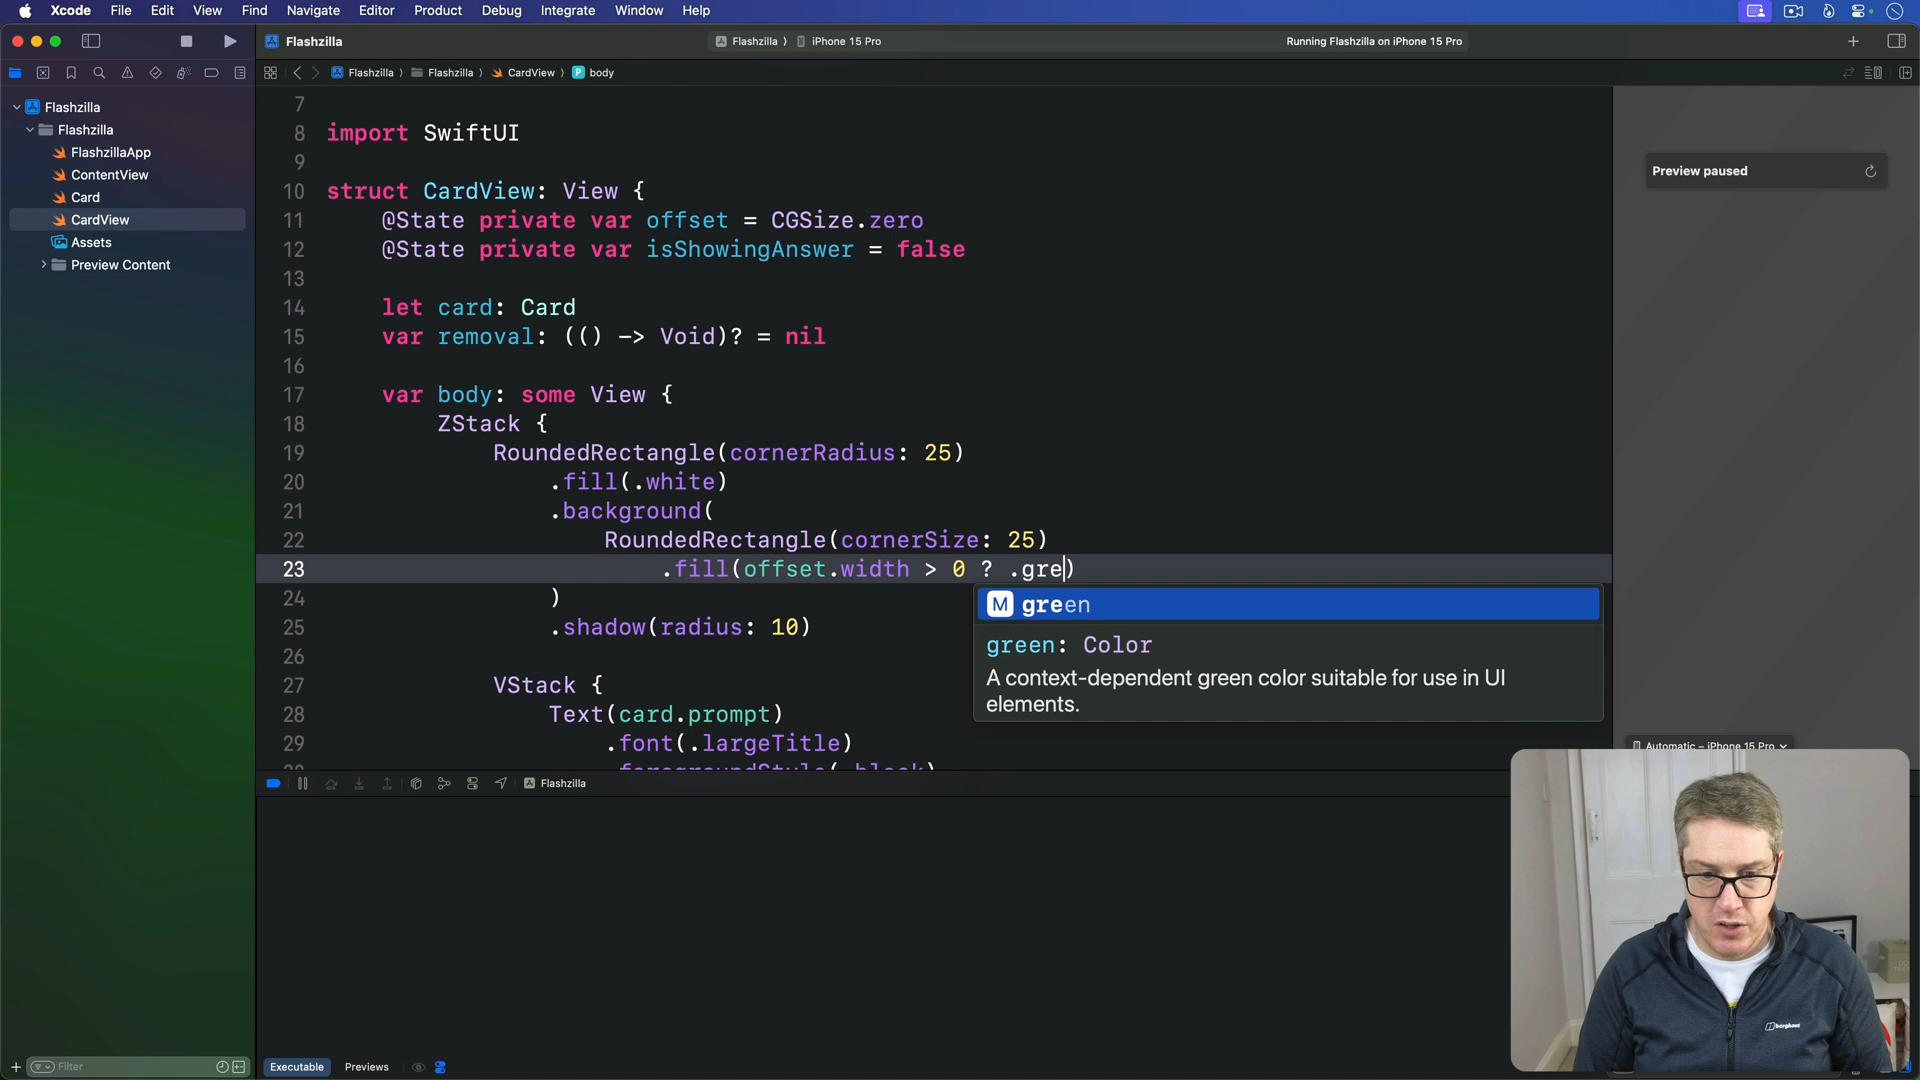 Xcode File Edit View Find Navigate Editor Product Debug Integrate Window Help
Flashzilla
Flashzilla 〉 iPhone 15 Pro
Running Flashzilla on iPhone 15 Pro
Flashzilla 〉 Flashzilla 〉 CardView 〉 P body
Flashzilla
Flashzilla
FlashzillaApp
ContentView
Card
CardView
Assets
Preview Content
7
8 import SwiftUI
9
10 struct CardView: View {
11 @State private var offset = CGSize.zero
12 @State private var isShowingAnswer = false
13
14 let card: Card
15 var removal: (() -> Void)? = nil
16
17 var body: some View {
18 ZStack {
19 RoundedRectangle(cornerRadius: 25)
20 .fill(.white)
21 .background(
22 RoundedRectangle(cornerSize: 25)
23 .fill(offset.width > 0 ? .gre)
24 )
25 .shadow(radius: 10)
26
27 VStack {
28 Text(card.prompt)
29 .font(.largeTitle)
30 .foregroundStyle(.black)
M green
green: Color
A context-dependent green color suitable for use in UI
elements.
Preview paused
Automatic – iPhone 15 Pro
Flashzilla
Filter
Executable Previews
berghaus